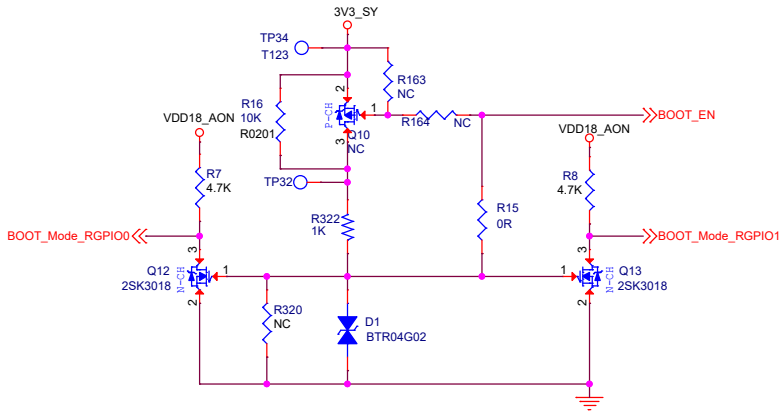 3V3_SY
TP34
T123
R163
NC
2
R16
10K
R0201
P-CH
1
Q10
NC
3
R164
NC
BOOT_EN
VDD18_AON
VDD18_AON
R7
4.7K
TP32
R8
4.7K
R322
1K
R15
0R
BOOT_Mode_RGPIO0
BOOT_Mode_RGPIO1
3
Q12
2SK3018
N-CH
1
2
1
3
Q13
2SK3018
N-CH
2
R320
NC
D1
BTR04G02